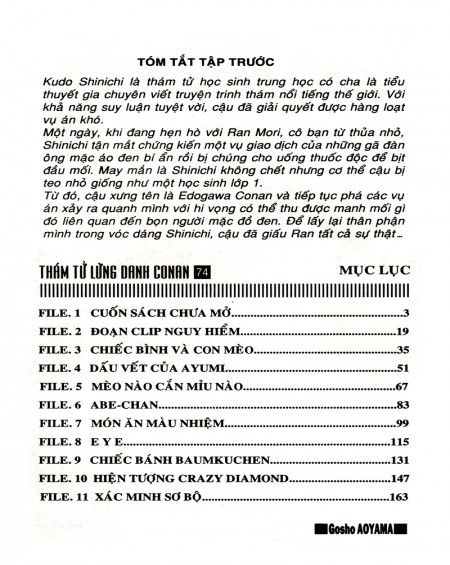 TÓM TẮT TẬP TRƯỚC
Kudo Shinichi là thám tử học sinh trung học có cha là tiểu
thuyết gia chuyên viết truyện trinh thám nổi tiếng thế giới. Với
khả năng suy luận tuyệt vời, cậu đã giải quyết được hàng loạt
vụ án khó.
Một ngày, khi đang hẹn hò với Ran Mori, cô bạn từ thủa nhỏ,
Shinichi tận mắt chứng kiến một vụ giao dịch của những gã đàn
ông mặc áo đen bí ẩn rồi bị chúng cho uống thuốc độc để bịt
đầu mối. May mắn là Shinichi không chết nhưng cơ thể cậu bị
teo nhỏ giống như một học sinh lớp 1.
Từ đó, cậu xưng tên là Edogawa Conan và tiếp tục phá các vụ
án xảy ra quanh mình với hi vọng có thể thu được manh mối gì
đó liên quan đến bọn người mặc đồ đen. Để lấy lại thân phận
mình trong vóc dáng Shinichi, cậu đã giấu Ran tất cả sự thật...
THÁM TỬ LỪNG DANH CONAN 74 MỤC LỤC
FILE. 1 CUỐN SÁCH CHƯA MỞ.....3
FILE. 2 ĐOẠN CLIP NGUY HIỂM.....19
FILE. 3 CHIẾC BÌNH VÀ CON MÈO.....35
FILE. 4 DẤU VẾT CỦA AYUMI.....51
FILE. 5 MÈO NÀO CẮN MỈU NÀO.....67
FILE. 6 ABE-CHAN.....83
FILE. 7 MÓN ĂN MÀU NHIỆM.....99
FILE. 8 E Y E.....115
FILE. 9 CHIẾC BÁNH BAUMKUCHEN.....131
FILE. 10 HIỆN TƯỢNG CRAZY DIAMOND.....147
FILE. 11 XÁC MINH SƠ BỘ.....163
Gosho AOYAMA